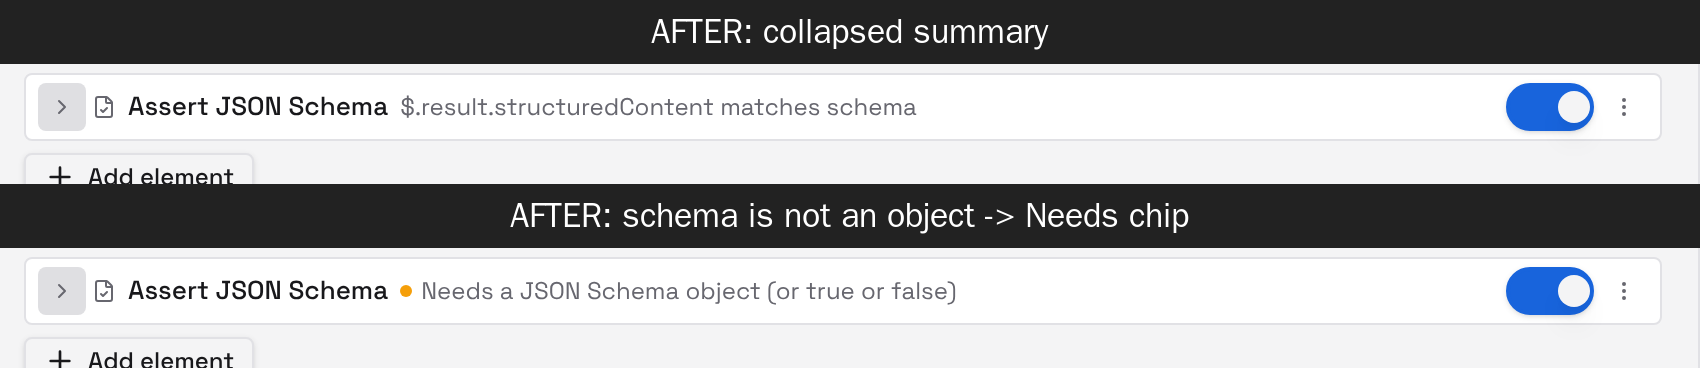 AFTER: collapsed summary
Assert JSON Schema $.result.structuredContent matches schema
Add element
AFTER: schema is not an object -> Needs chip
Assert JSON Schema Needs a JSON Schema object (or true or false)
Add element